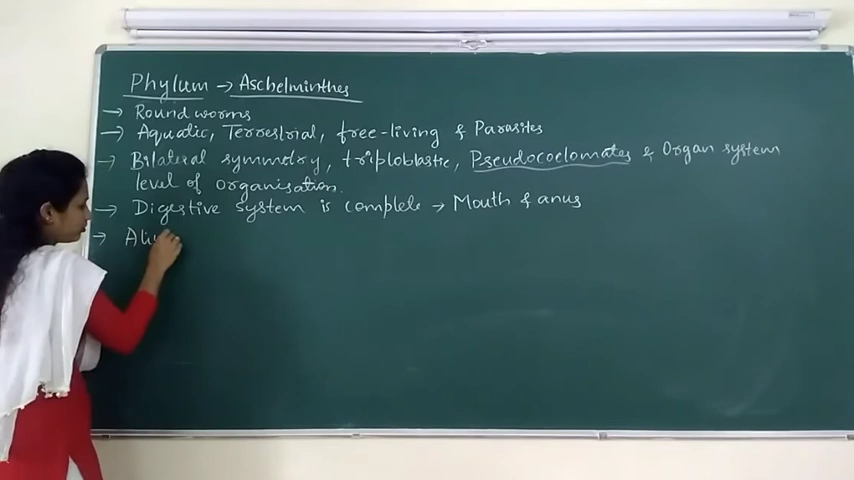 Phylum → Aschelminthes
→ Round worms
→ Aquatic, Terrestrial, free-living & Parasites
→ Bilateral symmetry, triploblastic, Pseudocoelomates & Organ system
level of organisation.
→ Digestive system is complete → Mouth & anus
→ Ali